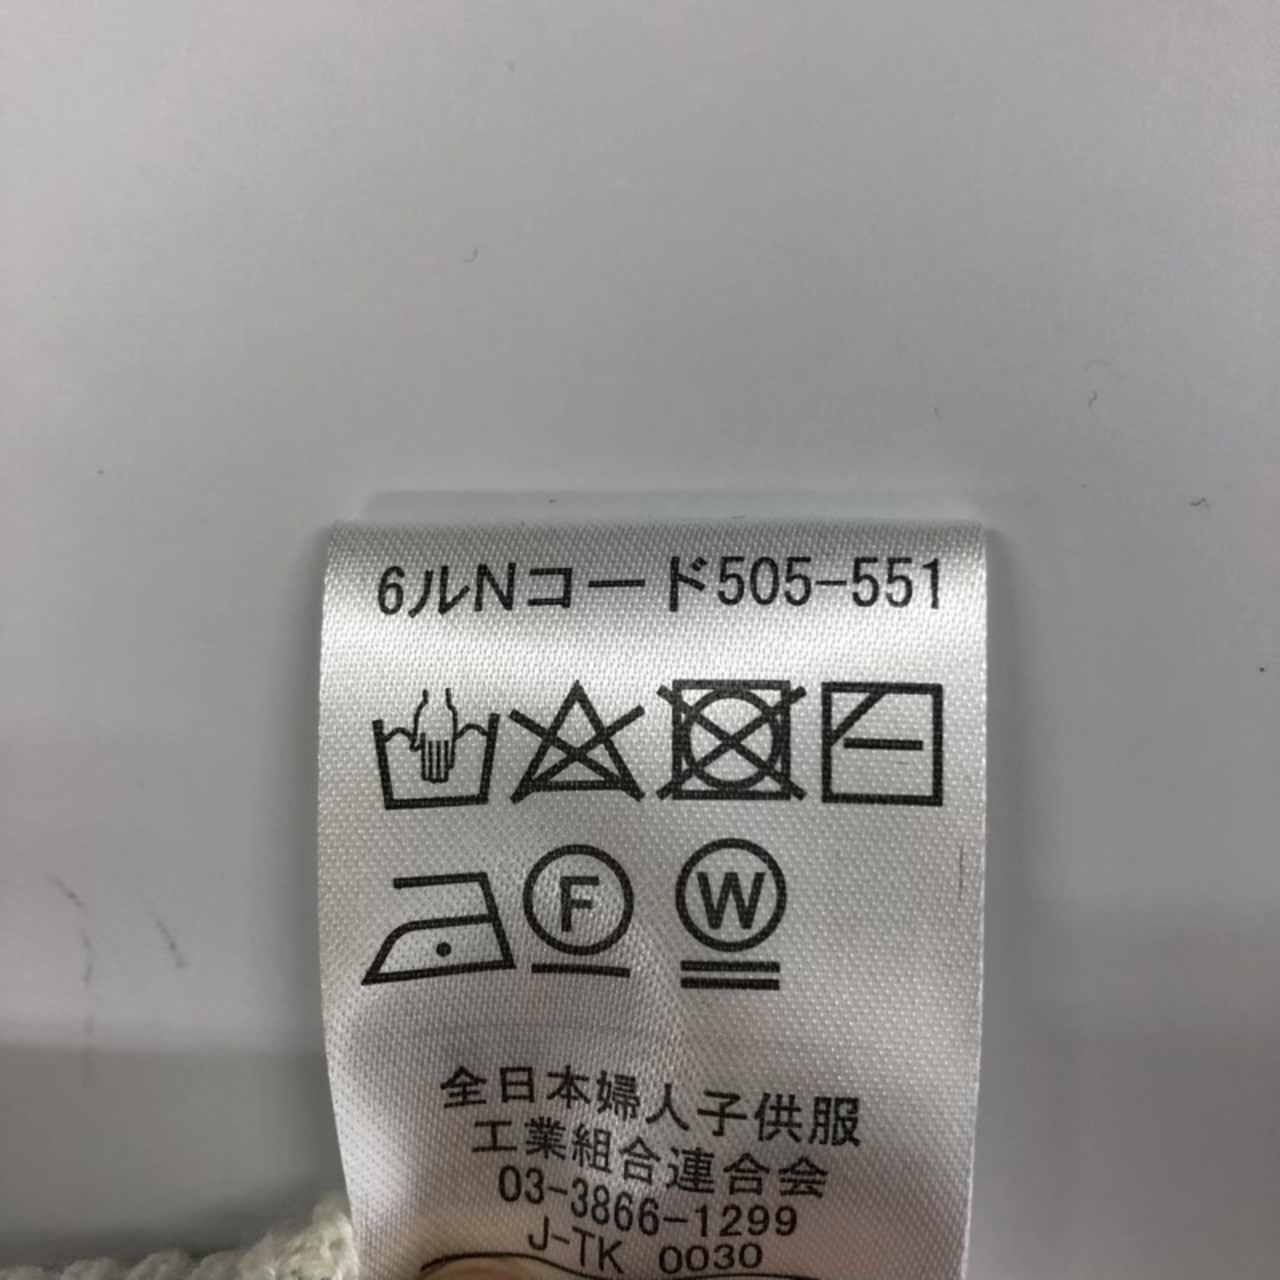 6ルNコード505-551
F W
全日本婦人子供服
工業組合連合会
03-3866-1299
J-TK 0030